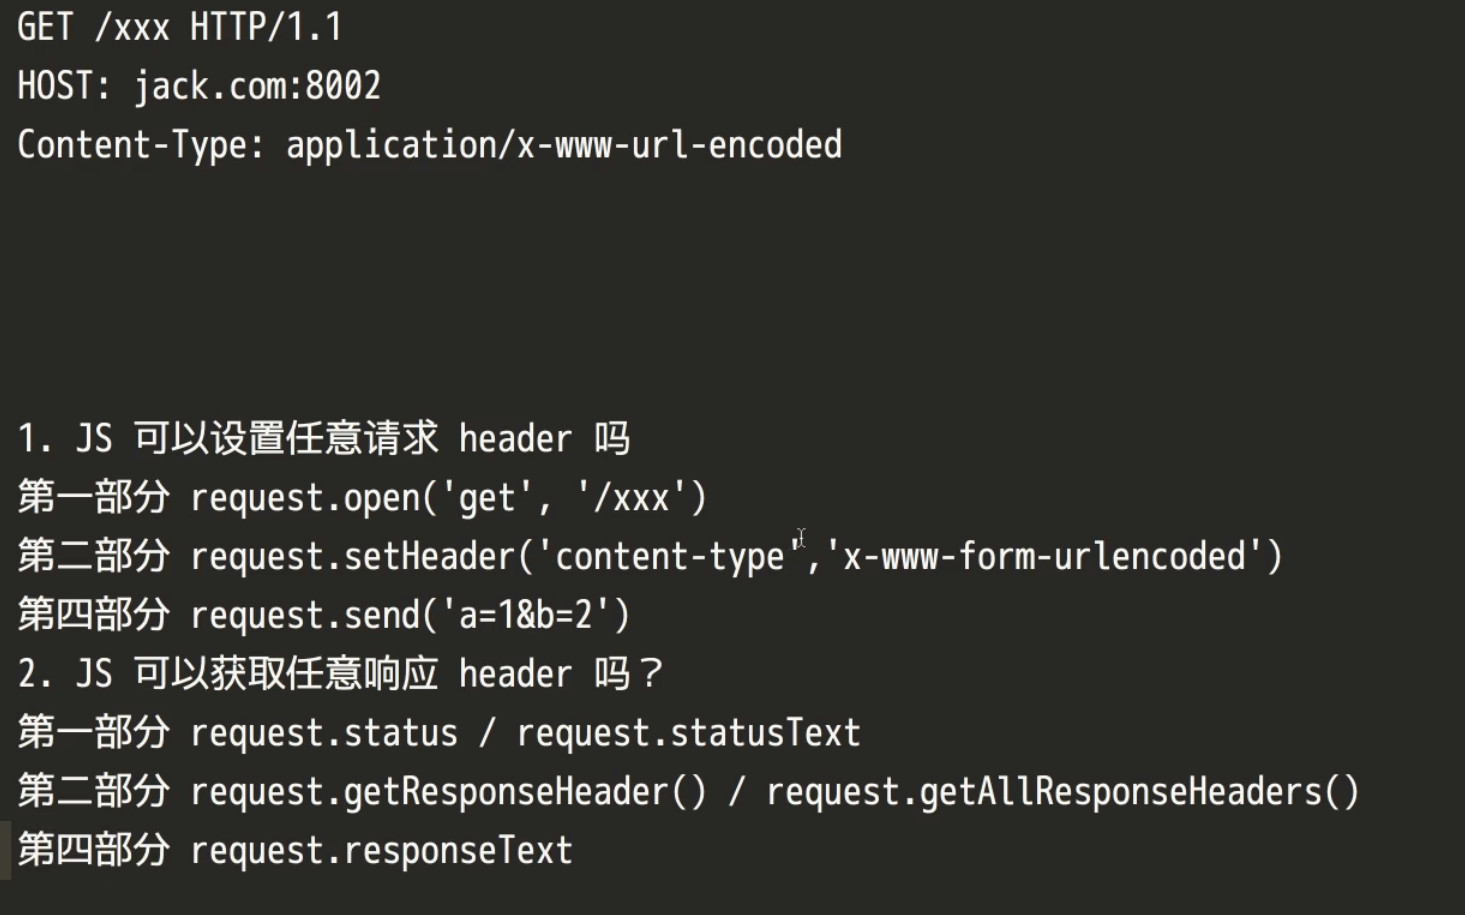 GET /xxx HTTP/1.1
HOST: jack.com:8002
Content-Type: application/x-www-url-encoded
1. JS 可以设置任意请求 header 吗
第一部分 request.open('get', '/xxx')
第二部分 request.setHeader('content-type','x-www-form-urlencoded')
第四部分 request.send('a=1&b=2')
2. JS 可以获取任意响应 header 吗？
第一部分 request.status / request.statusText
第二部分 request.getResponseHeader() / request.getAllResponseHeaders()
第四部分 request.responseText